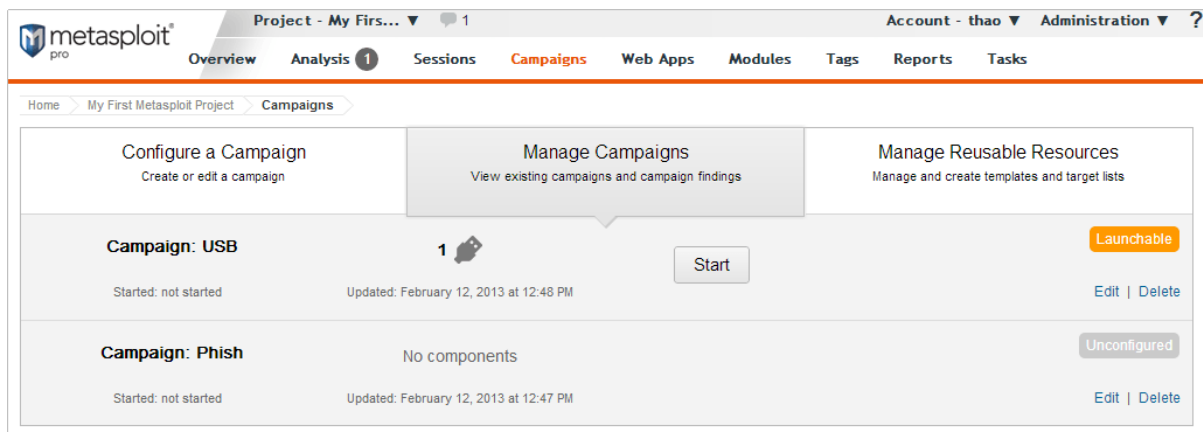 Project - My Firs... ▼ 1 Account - thao ▼ Administration ▼ ?
metasploit®
pro
Overview Analysis 1 Sessions Campaigns Web Apps Modules Tags Reports Tasks
Home My First Metasploit Project Campaigns
Configure a Campaign
Create or edit a campaign
Manage Campaigns
View existing campaigns and campaign findings
Manage Reusable Resources
Manage and create templates and target lists
Campaign: USB 1 Start Launchable
Started: not started Updated: February 12, 2013 at 12:48 PM Edit | Delete
Campaign: Phish No components Unconfigured
Started: not started Updated: February 12, 2013 at 12:47 PM Edit | Delete